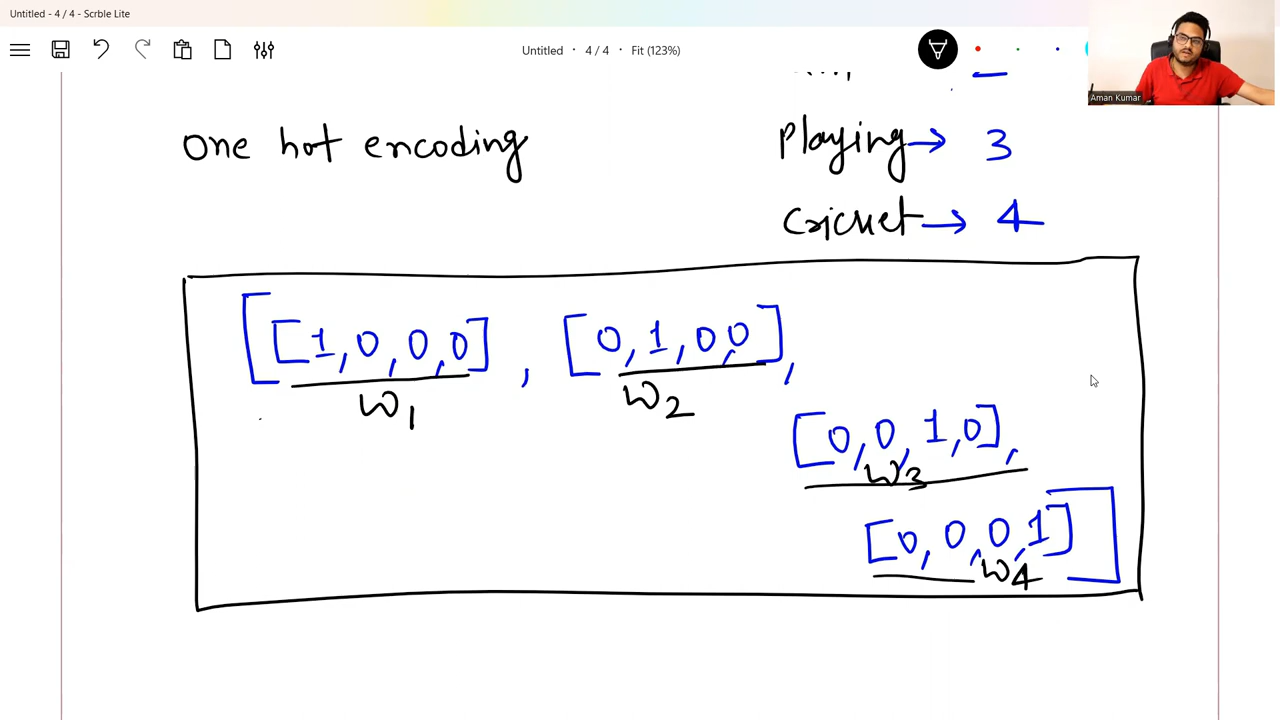 Untitled - 4 / 4 - Scrble Lite
Untitled • 4 / 4 • Fit (123%)
Aman Kumar
One hot encoding
Playing → 3
Cricket → 4
[[1,0,0,0], [0,1,0,0],
w1 w2
[0,0,1,0],
w3
[0,0,0,1]]
w4